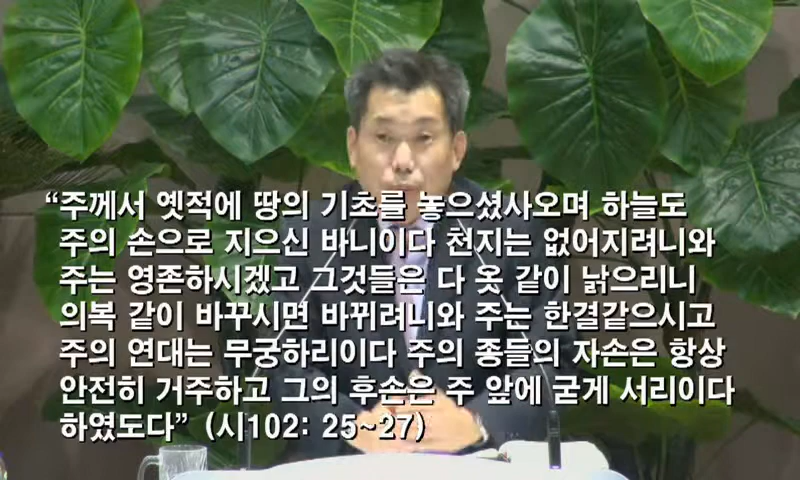 “주께서 옛적에 땅의 기초를 놓으셨사오며 하늘도
주의 손으로 지으신 바니이다 천지는 없어지려니와
주는 영존하시겠고 그것들은 다 옷 같이 낡으리니
의복 같이 바꾸시면 바뀌려니와 주는 한결같으시고
주의 연대는 무궁하리이다 주의 종들의 자손은 항상
안전히 거주하고 그의 후손은 주 앞에 굳게 서리이다
하였도다” (시102: 25~27)